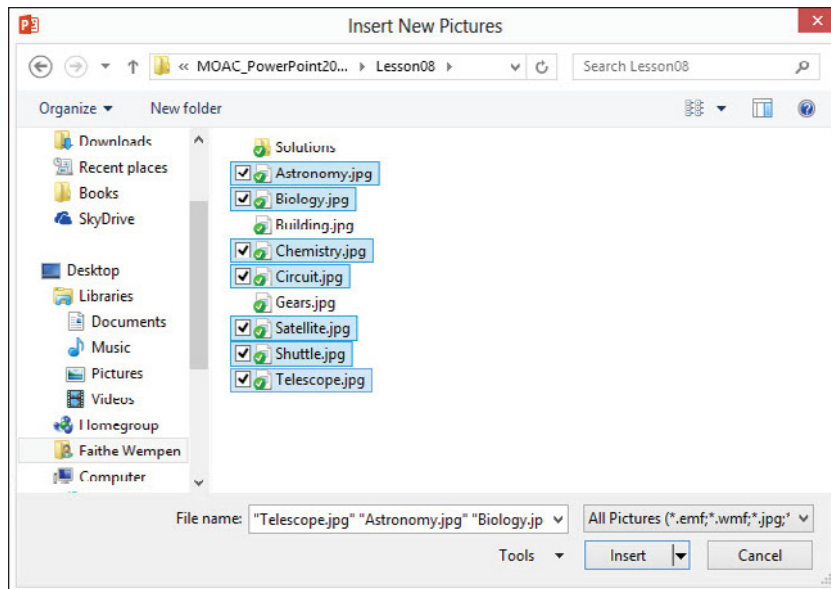 Insert New Pictures
« MOAC_PowerPoint20... Lesson08
Search Lesson08
Organize
New folder
Downloads
Recent places
Books
SkyDrive
Desktop
Libraries
Documents
Music
Pictures
Videos
Homegroup
Faithe Wempen
Computer
Solutions
Astronomy.jpg
Biology.jpg
Building.jpg
Chemistry.jpg
Circuit.jpg
Gears.jpg
Satellite.jpg
Shuttle.jpg
Telescope.jpg
File name: "Telescope.jpg" "Astronomy.jpg" "Biology.jp
All Pictures (*.emf;*.wmf;*.jpg;*
Tools
Insert
Cancel